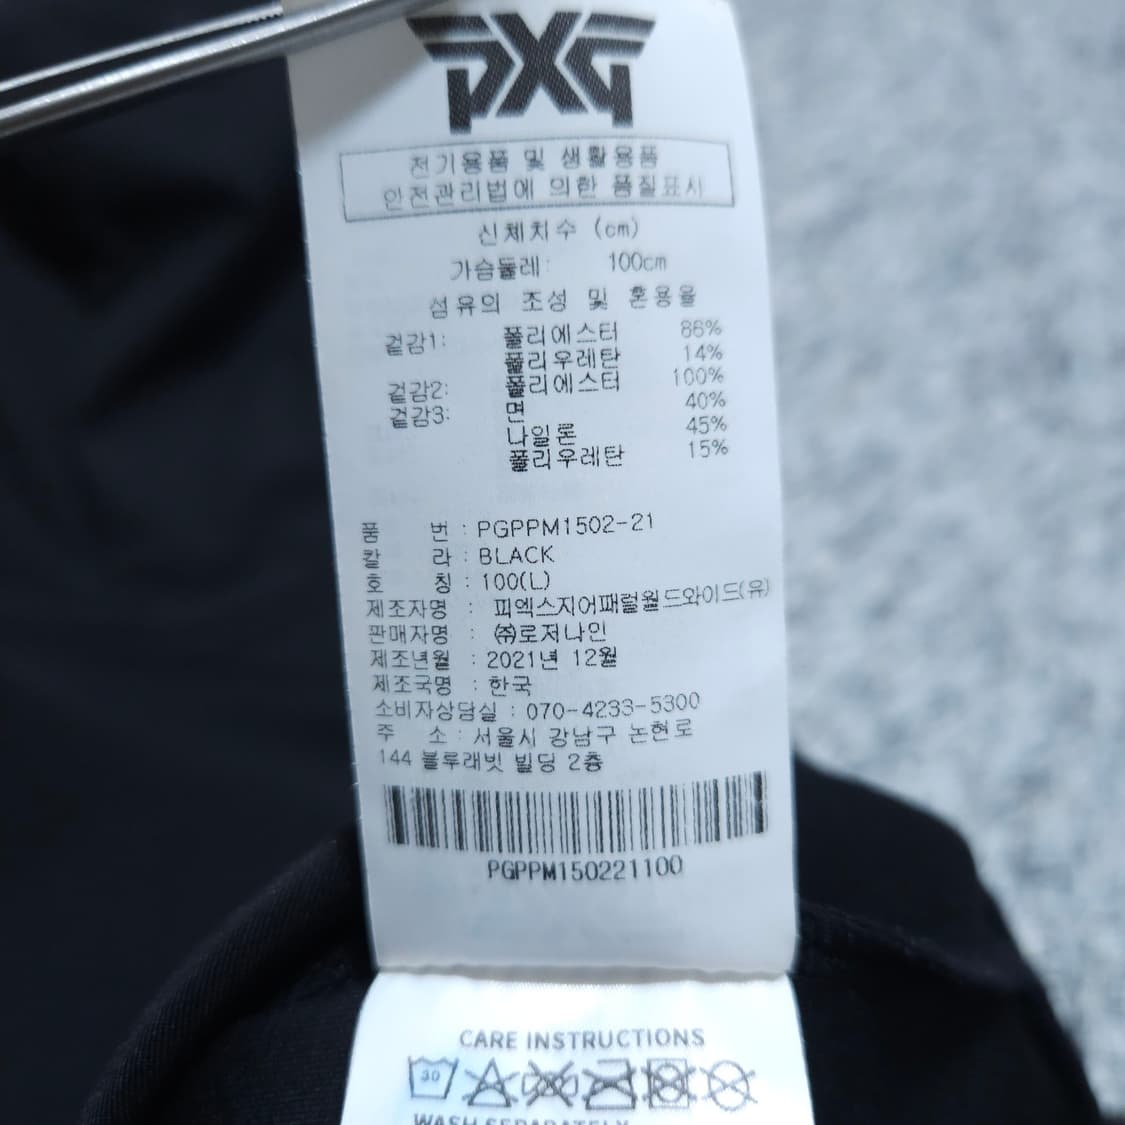 PXG
전기용품 및 생활용품
안전관리법에 의한 품질표시
신체치수 (cm)
가슴둘레: 100cm
섬유의 조성 및 혼용율
겉감1: 폴리에스터 86%
폴리우레탄 14%
겉감2: 폴리에스터 100%
겉감3: 면 40%
나일론 45%
폴리우레탄 15%
품 번 : PGPPM1502-21
칼 라 : BLACK
호 칭 : 100(L)
제조자명 : 피엑스지어패럴월드와이드(유)
판매자명 : ㈜로저나인
제조년월 : 2021년 12월
제조국명 : 한국
소비자상담실 : 070-4233-5300
주 소 : 서울시 강남구 논현로
144 블루래빗 빌딩 2층
PGPPM150221100
CARE INSTRUCTIONS
30
WASH SEPARATELY